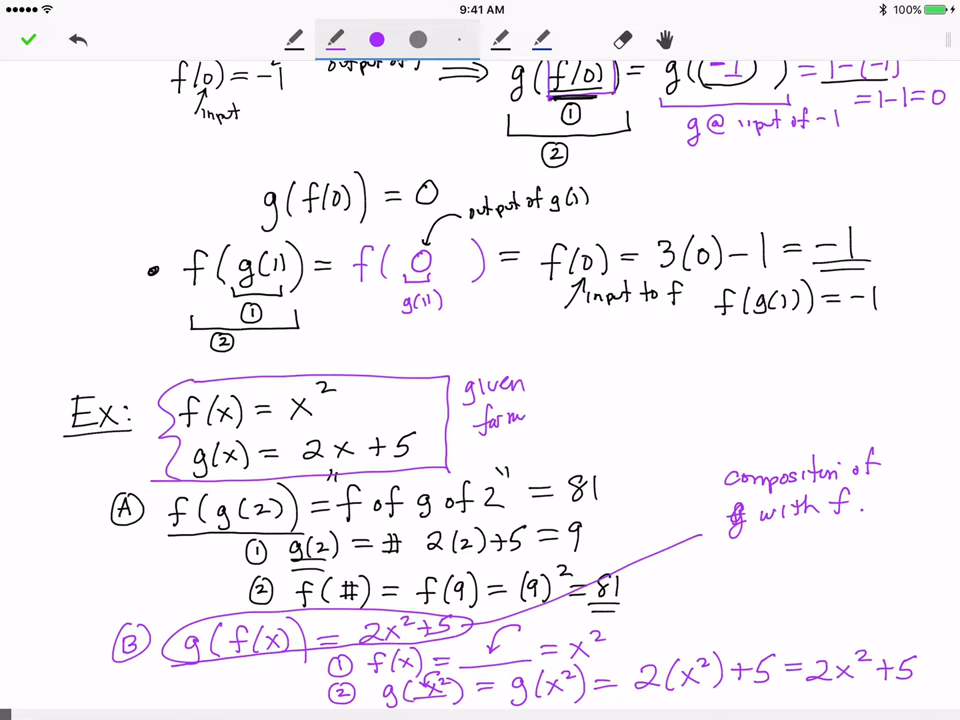 9:41 AM
100%
f(0) = -1
input
output of
⟹ g(f(0)) = g((-1)) = 1-(-1)
= 1-1 = 0
①
g @ input of -1
②
g(f(0)) = 0
output of g(1)
• f(g(1)) = f( 0 ) = f(0) = 3(0) - 1 = -1
①
g(1)
input to f
f(g(1)) = -1
②
Ex:
f(x) = x²
g(x) = 2x + 5
given
form
Ⓐ f(g(2)) = "f of g of 2" = 81
① g(2) = # 2(2)+5 = 9
② f(#) = f(9) = (9)² = 81
composition of
g with f.
Ⓑ g(f(x)) = 2x²+5
① f(x) = ____ = x²
② g(x²) = g(x²) = 2(x²)+5 = 2x²+5